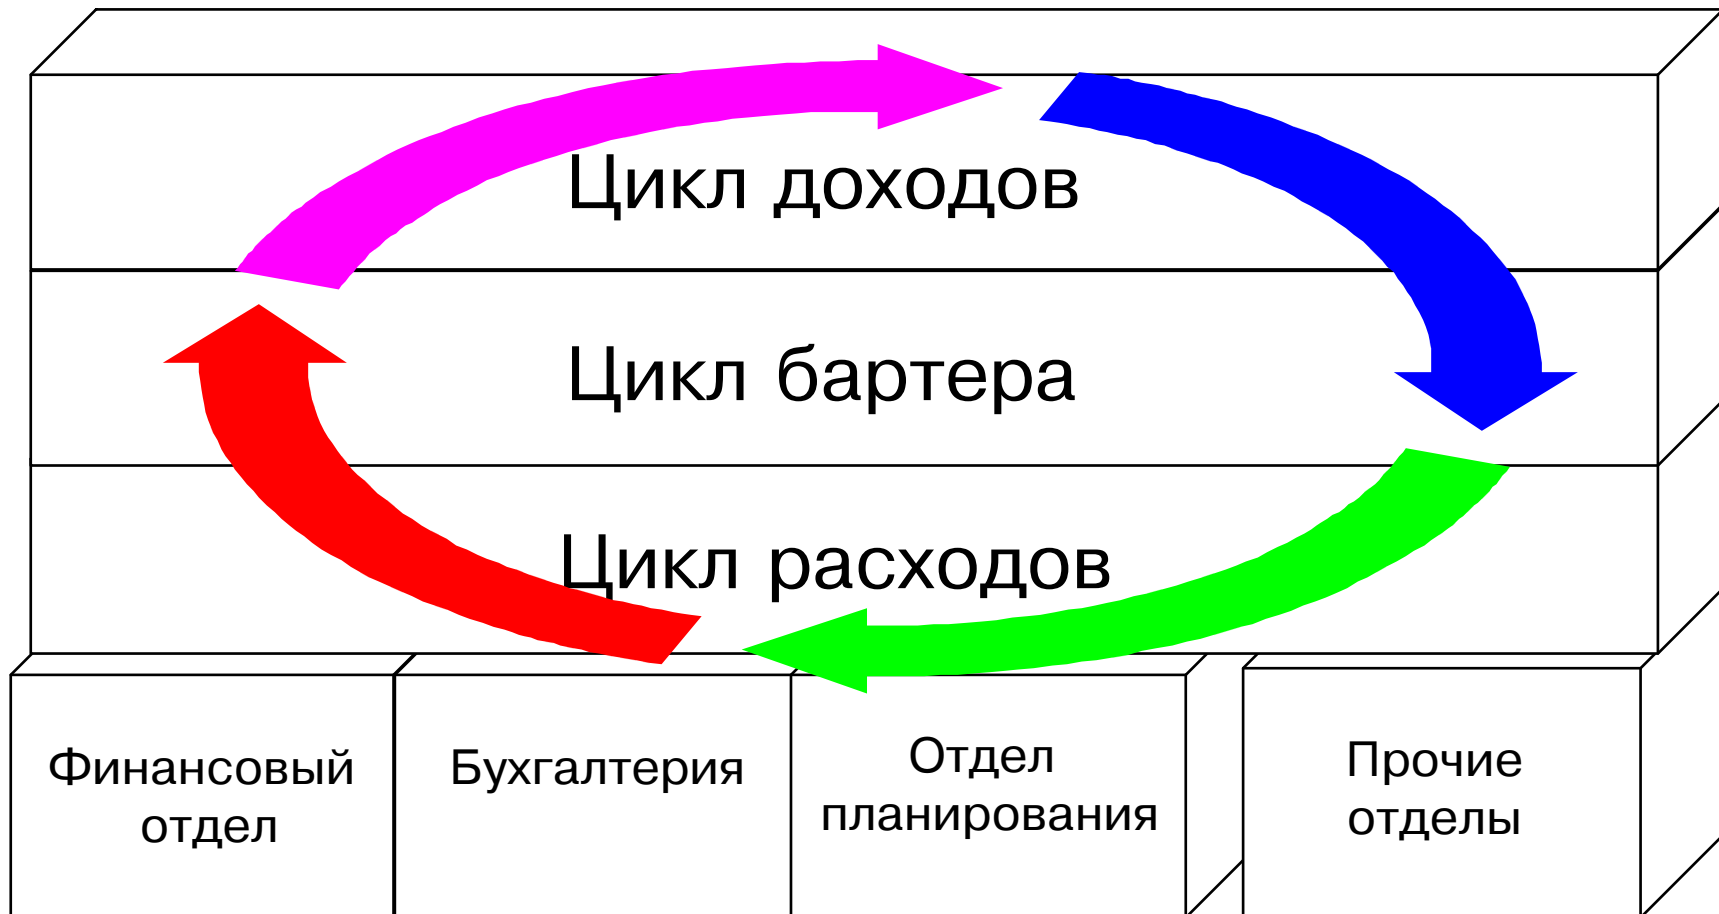 Цикл доходов
Цикл бартера
Цикл расходов
Финансовый
отдел
Бухгалтерия
Отдел
планирования
Прочие
отделы